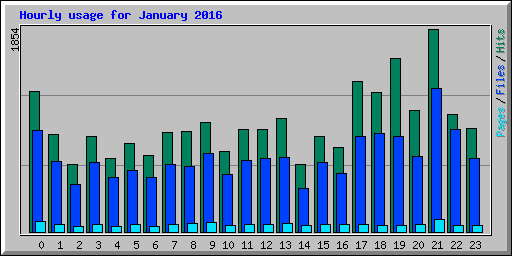 Hourly usage for January 2016
1854
Pages/Files/Hits
0 1 2 3 4 5 6 7 8 9 10 11 12 13 14 15 16 17 18 19 20 21 22 23